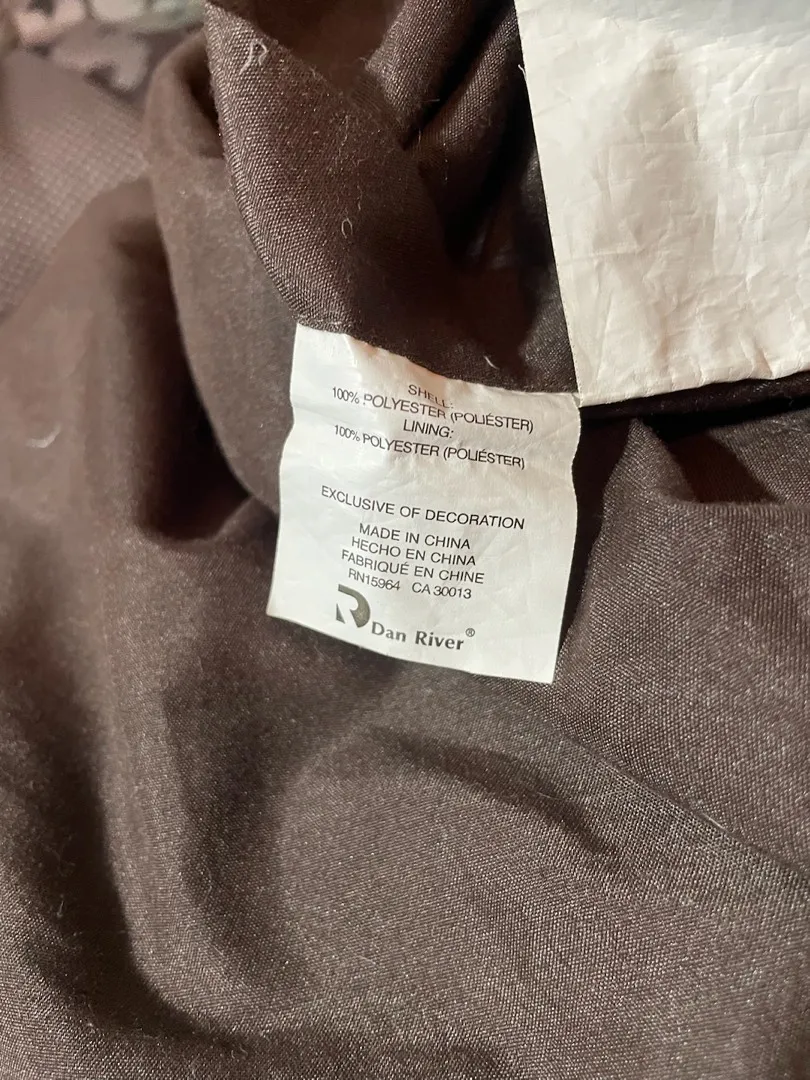 SHELL:
100% POLYESTER (POLIÉSTER)
LINING:
100% POLYESTER (POLIÉSTER)
EXCLUSIVE OF DECORATION
MADE IN CHINA
HECHO EN CHINA
FABRIQUÉ EN CHINE
RN15964 CA 30013
Dan River®